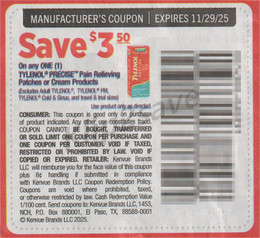 MANUFACTURER'S COUPON | EXPIRES 11/29/25
Save $3.50
On any ONE (1)
TYLENOL® PRECISE™ Pain Relieving
Patches or Cream Products
(Excludes Adult TYLENOL®, TYLENOL® PM,
TYLENOL® Cold & Sinus, and travel & trial sizes)
TYLENOL
Use product only as directed.
CONSUMER: This coupon is good only on purchase
of product indicated. Any other use constitutes fraud.
COUPON CANNOT BE BOUGHT, TRANSFERRED
OR SOLD. LIMIT ONE COUPON PER PURCHASE AND
ONE COUPON PER CUSTOMER. VOID IF TAXED,
RESTRICTED OR PROHIBITED BY LAW. VOID IF
COPIED OR EXPIRED. RETAILER: Kenvue Brands
LLC will reimburse you for the face value of this coupon
plus 8¢ handling if submitted in compliance
with Kenvue Brands LLC Coupon Redemption Policy.
Coupons are void where prohibited, taxed,
or otherwise restricted by law. Cash Redemption Value
1/100 cent. Send coupons to: Kenvue Brands LLC, 1453,
NCH, P.O. Box 880001, El Paso, TX, 88588-0001
© Kenvue Brands LLC 2025.